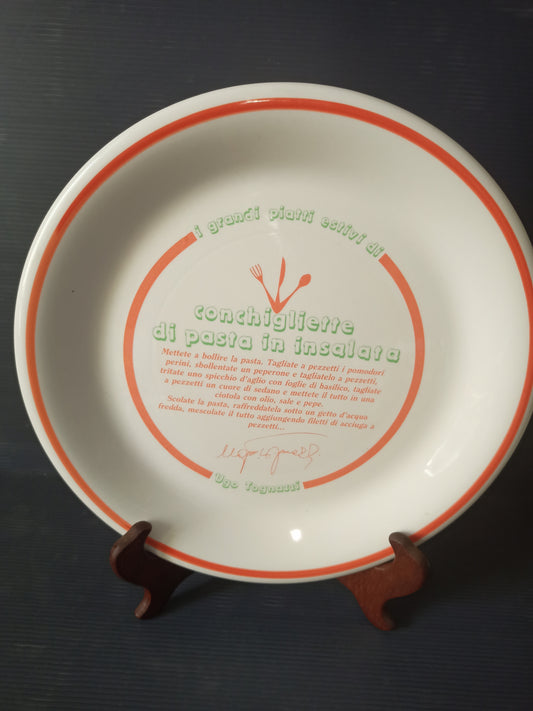 i grandi piatti estivi di
conchigliette
di pasta in insalata
Mettete a bollire la pasta. Tagliate a pezzetti i pomodori
perini, sbollentate un peperone e tagliatelo a pezzetti,
tritate uno spicchio d'aglio con foglie di basilico, tagliate
a pezzetti un cuore di sedano e mettete il tutto in una
ciotola con olio, sale e pepe.
Scolate la pasta, raffreddatela sotto un getto d'acqua
fredda, mescolate il tutto aggiungendo filetti di acciuga a
pezzetti...
Ugo Tognazzi